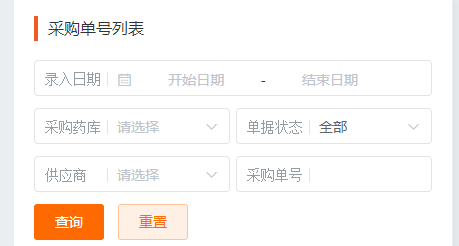 采购单号列表
录入日期 开始日期 - 结束日期
采购药库 请选择 单据状态 全部
供应商 请选择 采购单号
查询 重置